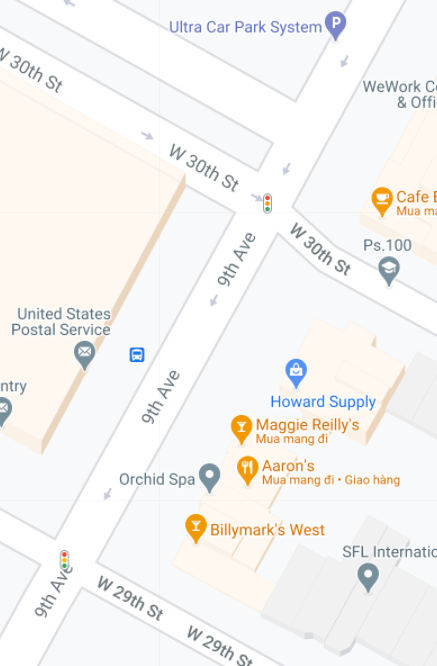 Ultra Car Park System
P
W 30th St
WeWork
& Offi
W 30th St
Cafe
Mua
W 30th St
Ps.100
9th Ave
United States
Postal Service
ntry
Howard Supply
9th Ave
Maggie Reilly's
Mua mang đi
Aaron's
Mua mang đi • Giao hàng
Orchid Spa
Billymark's West
SFL Internatio
9th Ave
W 29th St
W 29th St